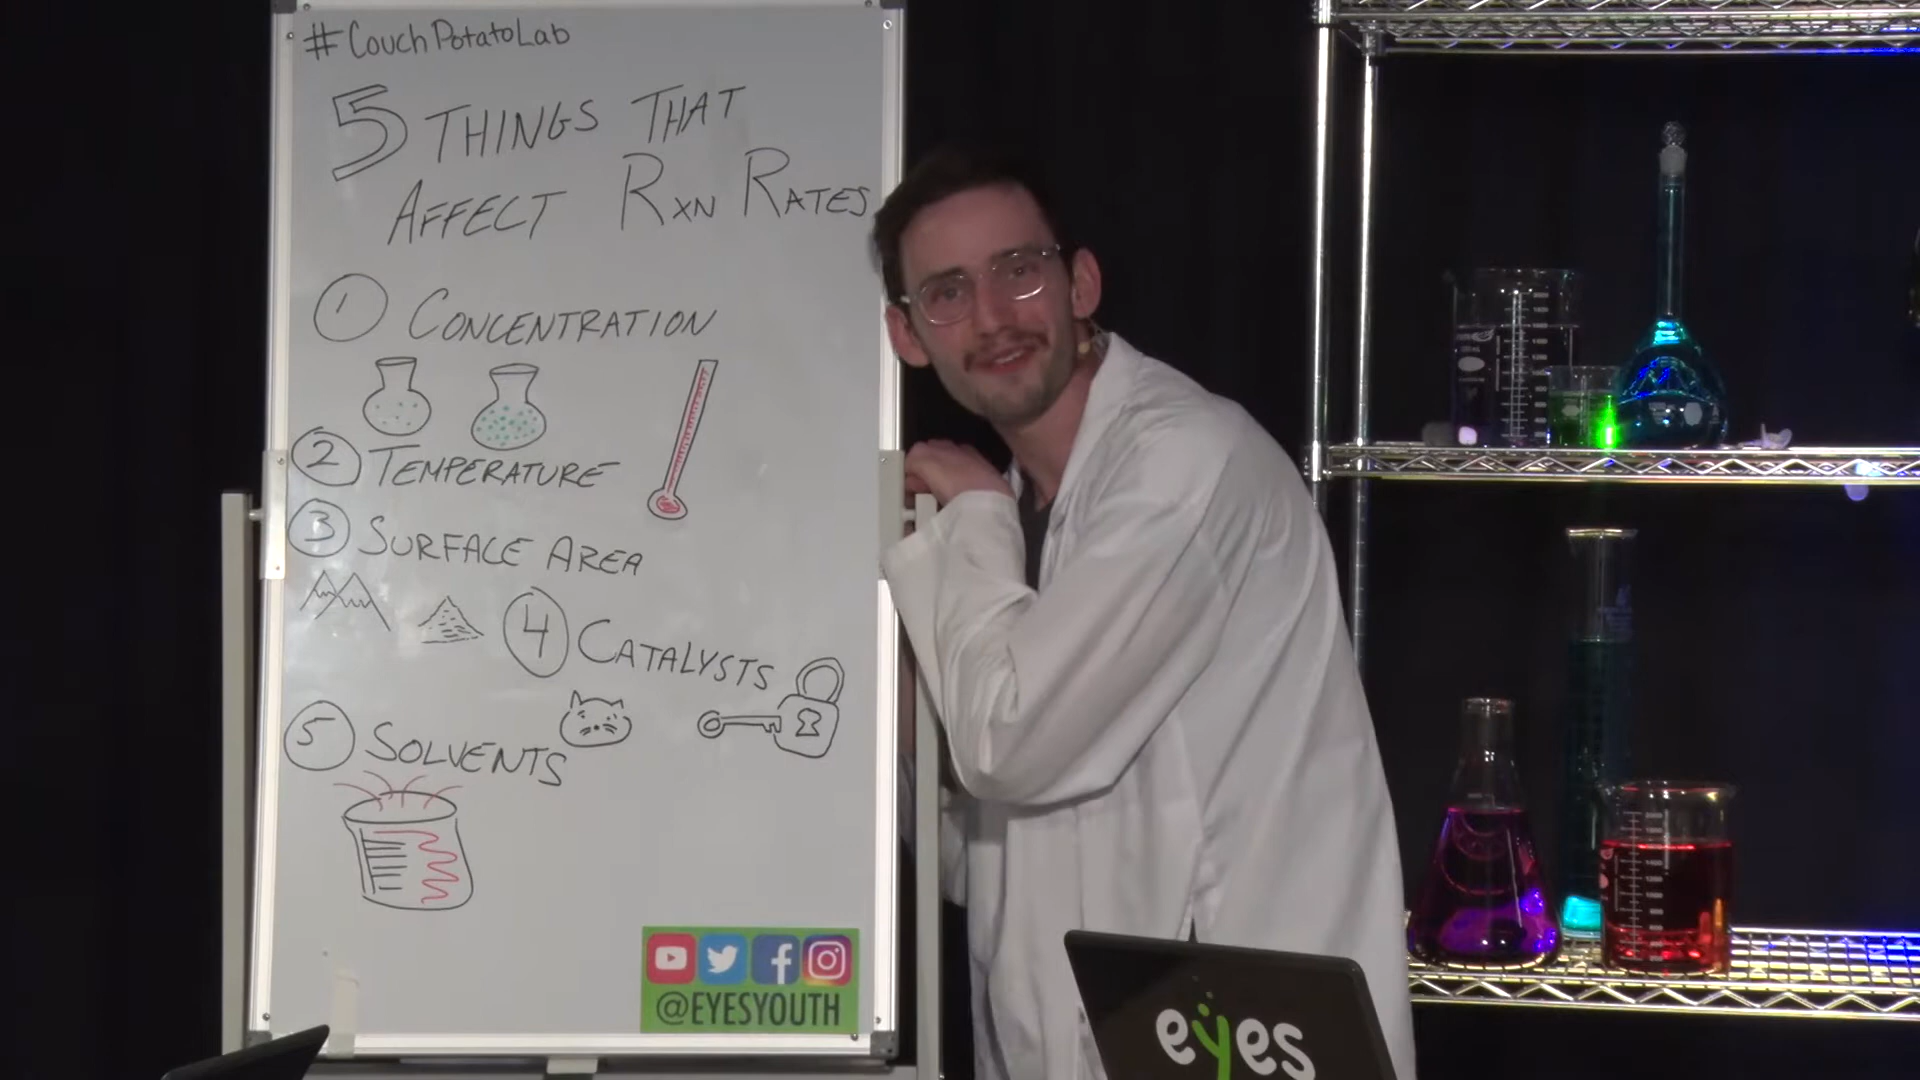 #CouchPotatoLab
5 THINGS THAT
AFFECT RXN RATES
1 CONCENTRATION
2 TEMPERATURE
3 SURFACE AREA
4 CATALYSTS
5 SOLVENTS
@EYESYOUTH
eyes